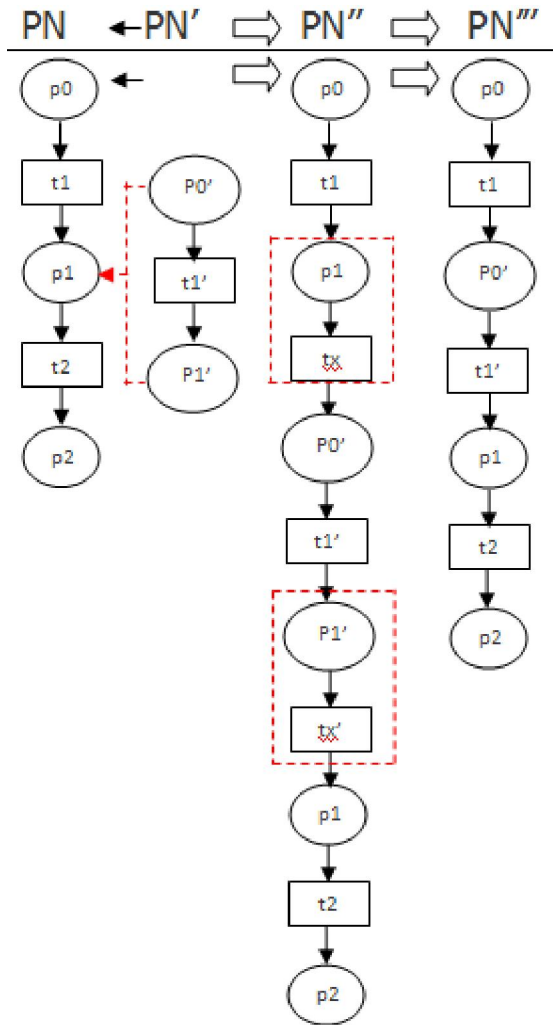 PN PN′ PN′′ PN′′′
p0
t1
p1
t2
p2
P0'
t1'
P1'
p0
t1
p1
tx
P0'
t1'
P1'
tx'
p1
t2
p2
p0
t1
P0'
t1'
p1
t2
p2